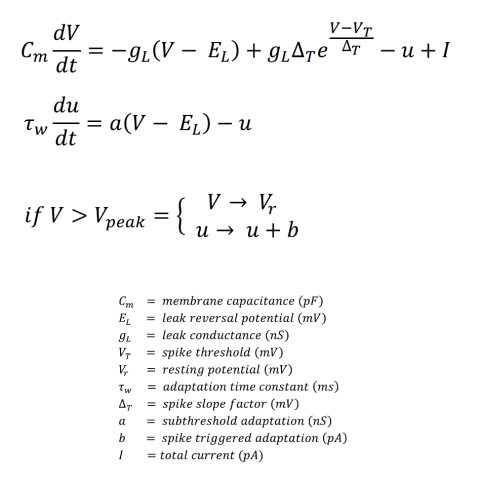 C_m dV/dt = −g_L(V − E_L) + g_LΔ_T e^((V−V_T)/Δ_T) − u + I
τ_w du/dt = a(V − E_L) − u
if V > V_peak = { V → V_r
u → u + b
C_m = membrane capacitance (pF)
E_L = leak reversal potential (mV)
g_L = leak conductance (nS)
V_T = spike threshold (mV)
V_r = resting potential (mV)
τ_w = adaptation time constant (ms)
Δ_T = spike slope factor (mV)
a = subthreshold adaptation (nS)
b = spike triggered adaptation (pA)
I = total current (pA)